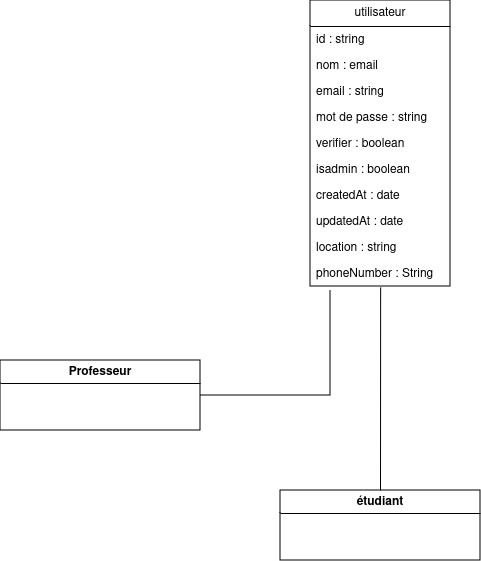 utilisateur
id : string
nom : email
email : string
mot de passe : string
verifier : boolean
isadmin : boolean
createdAt : date
updatedAt : date
location : string
phoneNumber : String
Professeur
étudiant